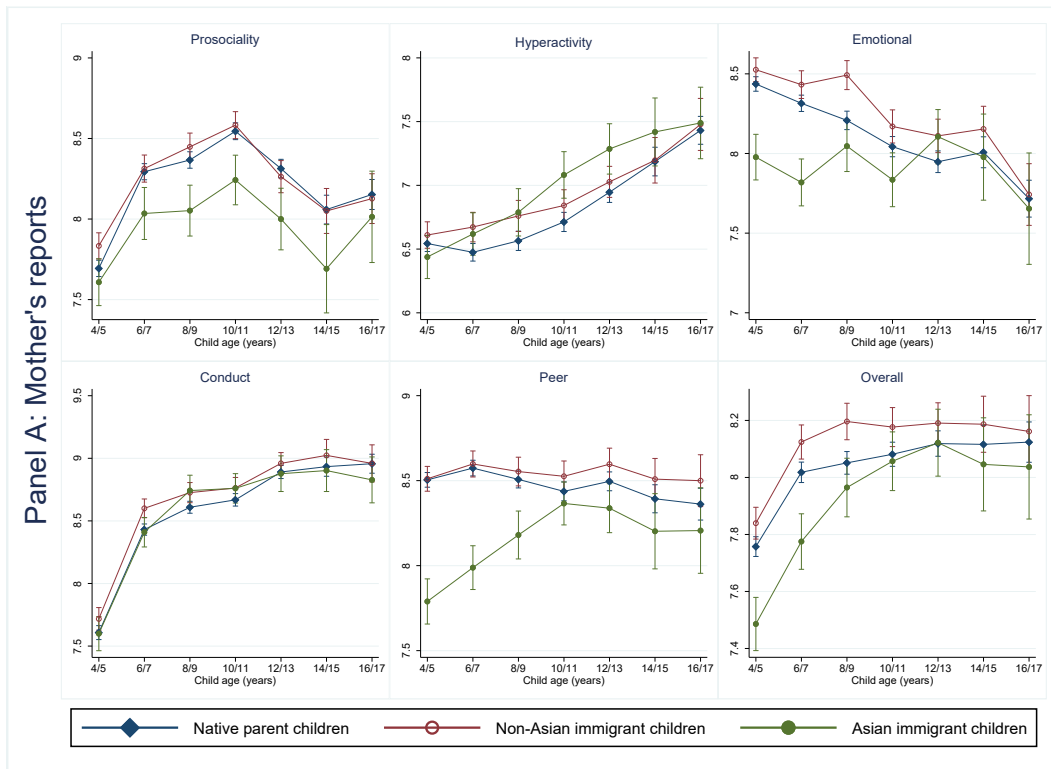 Panel A: Mother's reports
Prosociality
9
8.5
8
7.5
4/5 6/7 8/9 10/11 12/13 14/15 16/17
Child age (years)
Hyperactivity
8
7.5
7
6.5
6
4/5 6/7 8/9 10/11 12/13 14/15 16/17
Child age (years)
Emotional
8.5
8
7.5
7
4/5 6/7 8/9 10/11 12/13 14/15 16/17
Child age (years)
Conduct
9.5
9
8.5
8
7.5
4/5 6/7 8/9 10/11 12/13 14/15 16/17
Child age (years)
Peer
9
8.5
8
7.5
4/5 6/7 8/9 10/11 12/13 14/15 16/17
Child age (years)
Overall
8.2
8
7.8
7.6
7.4
4/5 6/7 8/9 10/11 12/13 14/15 16/17
Child age (years)
Native parent children Non-Asian immigrant children Asian immigrant children